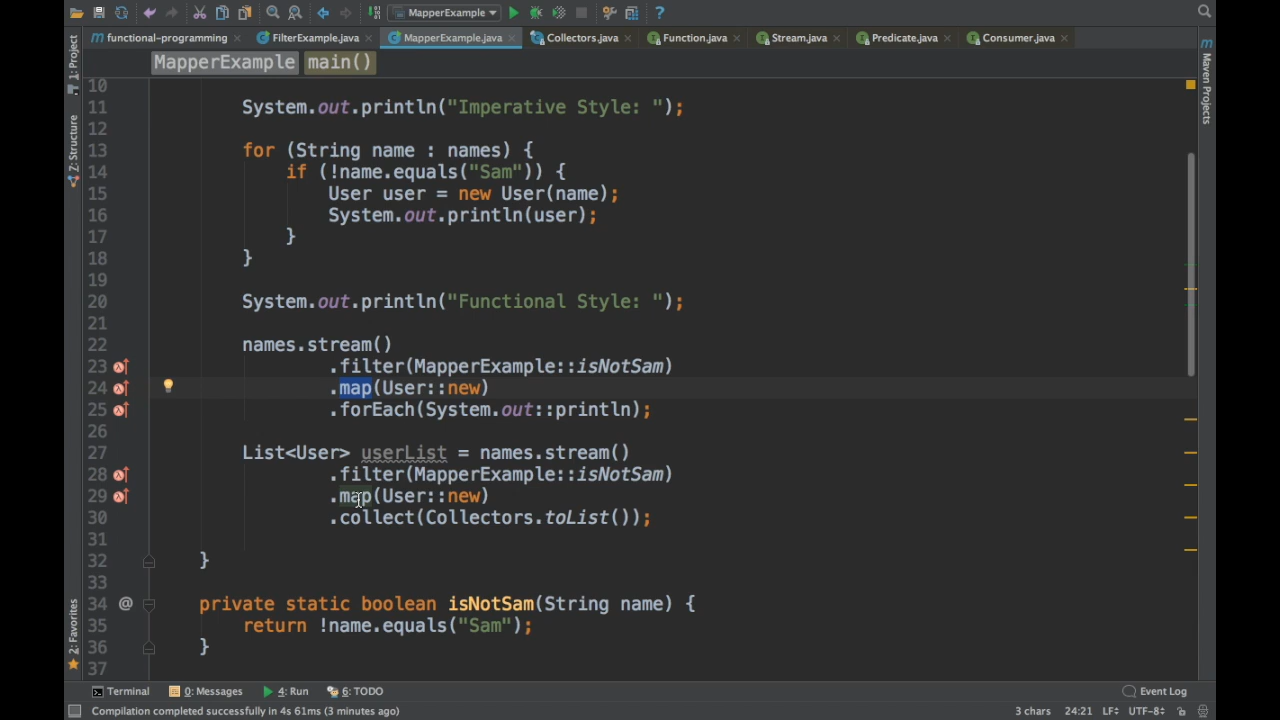 MapperExample
functional-programming
FilterExample.java
MapperExample.java
Collectors.java
Function.java
Stream.java
Predicate.java
Consumer.java
MapperExample main()
1: Project
Z: Structure
2: Favorites
Maven Projects
10
11 System.out.println("Imperative Style: ");
12
13 for (String name : names) {
14 if (!name.equals("Sam")) {
15 User user = new User(name);
16 System.out.println(user);
17 }
18 }
19
20 System.out.println("Functional Style: ");
21
22 names.stream()
23 .filter(MapperExample::isNotSam)
24 .map(User::new)
25 .forEach(System.out::println);
26
27 List<User> userList = names.stream()
28 .filter(MapperExample::isNotSam)
29 .map(User::new)
30 .collect(Collectors.toList());
31
32 }
33
34 @ private static boolean isNotSam(String name) {
35 return !name.equals("Sam");
36 }
37
Terminal 0: Messages 4: Run 6: TODO Event Log
Compilation completed successfully in 4s 61ms (3 minutes ago) 3 chars 24:21 LF÷ UTF-8÷